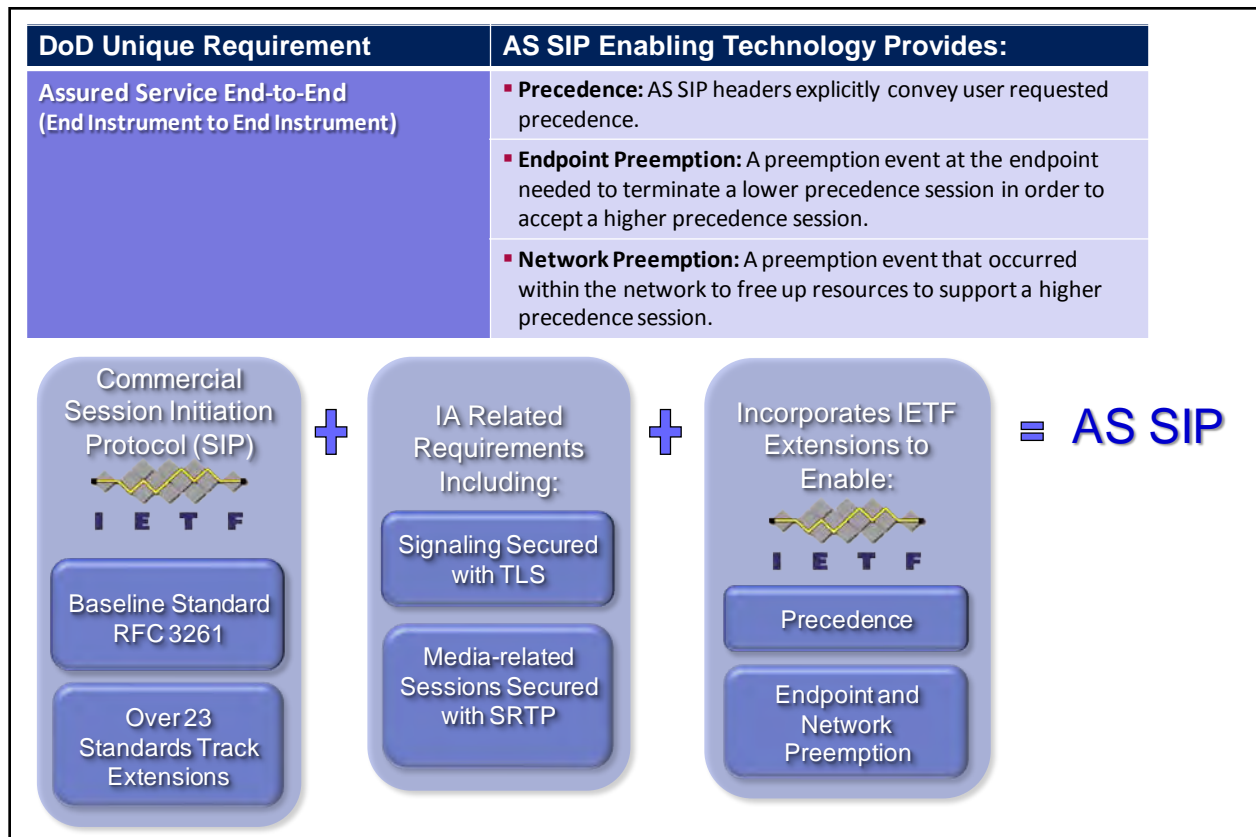 DoD Unique Requirement
AS SIP Enabling Technology Provides:
Assured Service End-to-End
(End Instrument to End Instrument)
▪ Precedence: AS SIP headers explicitly convey user requested
precedence.
▪ Endpoint Preemption: A preemption event at the endpoint
needed to terminate a lower precedence session in order to
accept a higher precedence session.
▪ Network Preemption: A preemption event that occurred
within the network to free up resources to support a higher
precedence session.
Commercial
Session Initiation
Protocol (SIP)
I E T F
Baseline Standard
RFC 3261
Over 23
Standards Track
Extensions
+
IA Related
Requirements
Including:
Signaling Secured
with TLS
Media-related
Sessions Secured
with SRTP
+
Incorporates IETF
Extensions to
Enable:
I E T F
Precedence
Endpoint and
Network
Preemption
= AS SIP